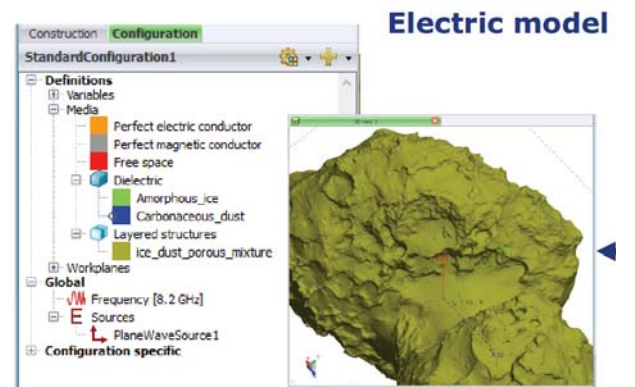 Electric model
Construction Configuration
StandardConfiguration1
Definitions
Variables
Media
Perfect electric conductor
Perfect magnetic conductor
Free space
Dielectric
Amorphous_ice
Carbonaceous_dust
Layered structures
ice_dust_porous_mixture
Workplanes
Global
Frequency [8.2 GHz]
E Sources
PlaneWaveSource1
Configuration specific